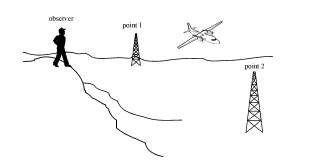 observer
point 1
point 2